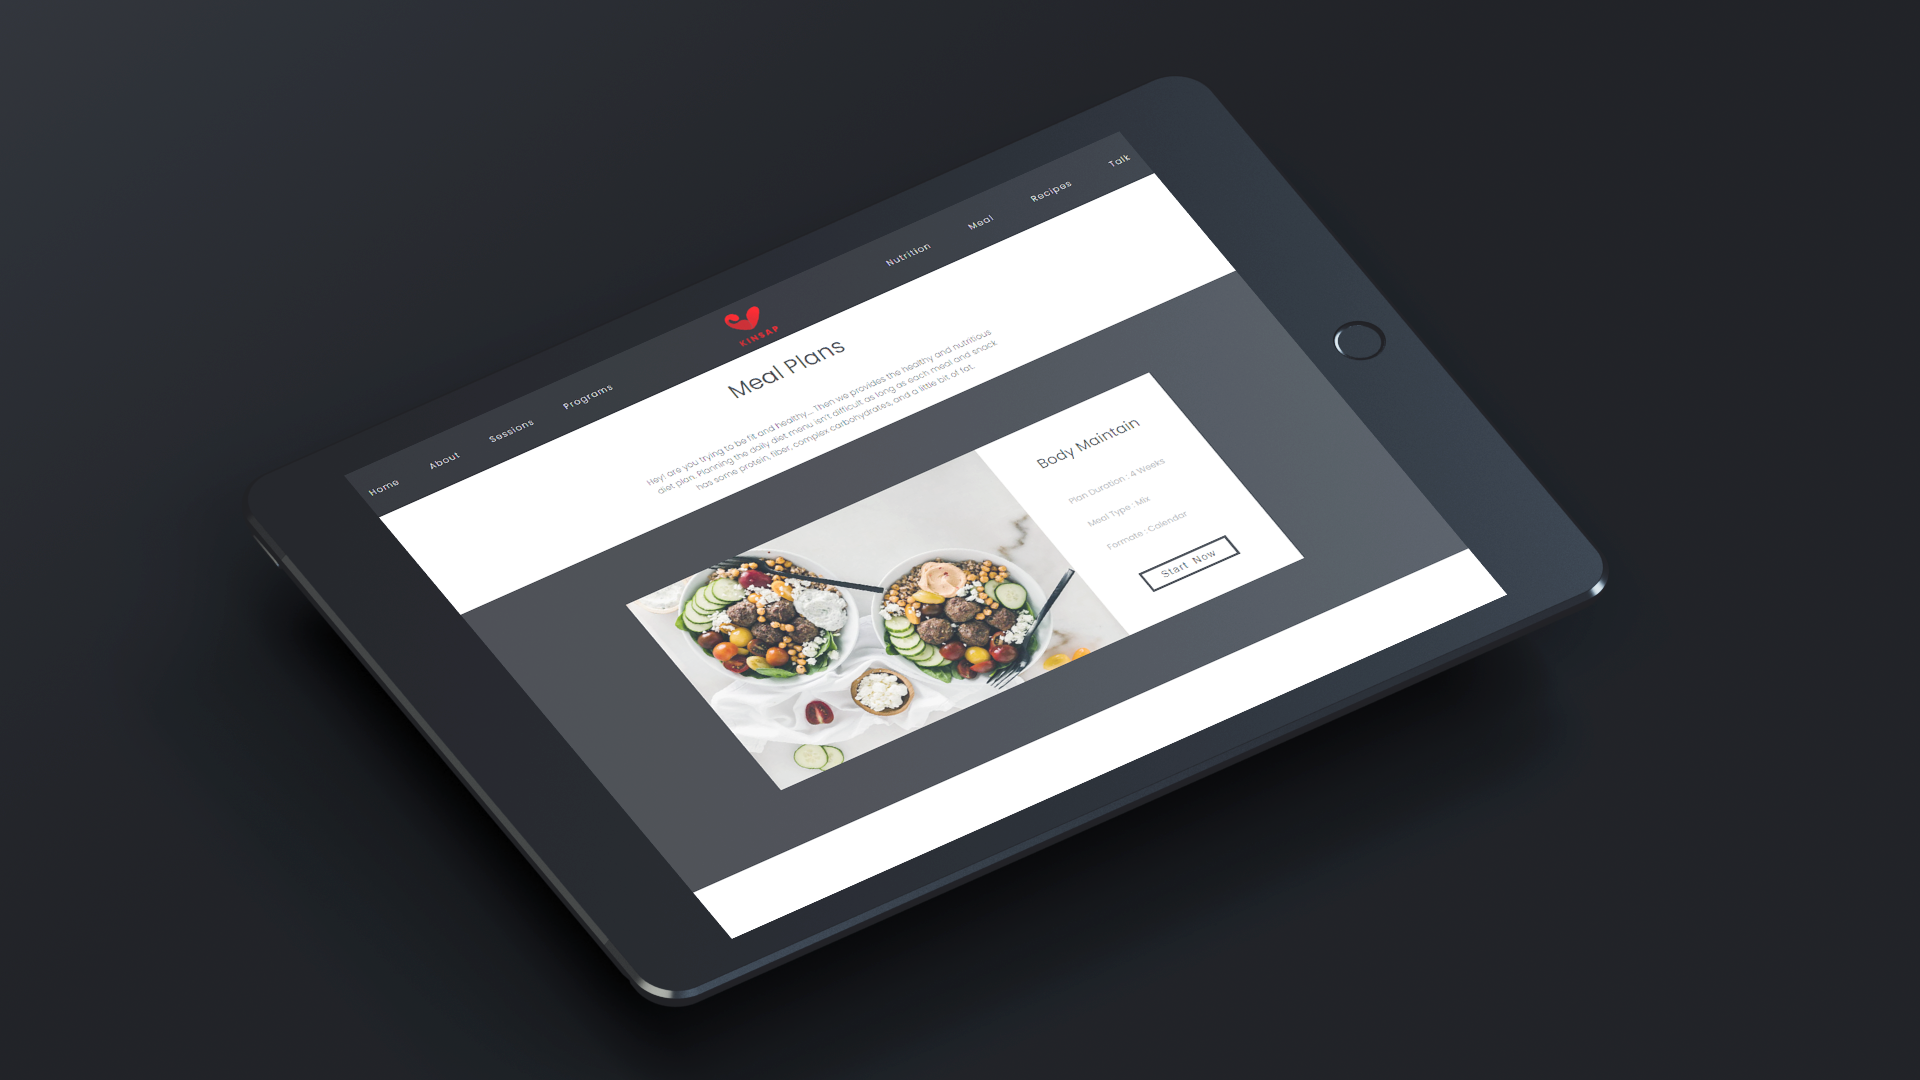 Home
About
Sessions
Programs
KINSAP
Nutrition
Meal
Recipes
Talk
Meal Plans
Hey! are you trying to be fit and healthy... Then we provides the healthy and nutritious
diet plan. Planning the daily diet menu isn't difficult as long as each meal and snack
has some protein, fiber, complex carbohydrates, and a little bit of fat.
Body Maintain
Plan Duration : 4 Weeks
Meal Type : Mix
Formate : Calendar
Start Now